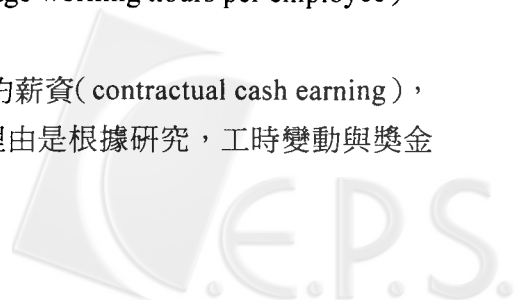 working hours per employee)
的薪資(contractual cash earning),
理由是根據研究,工時變動與獎金
C.E.P.S.